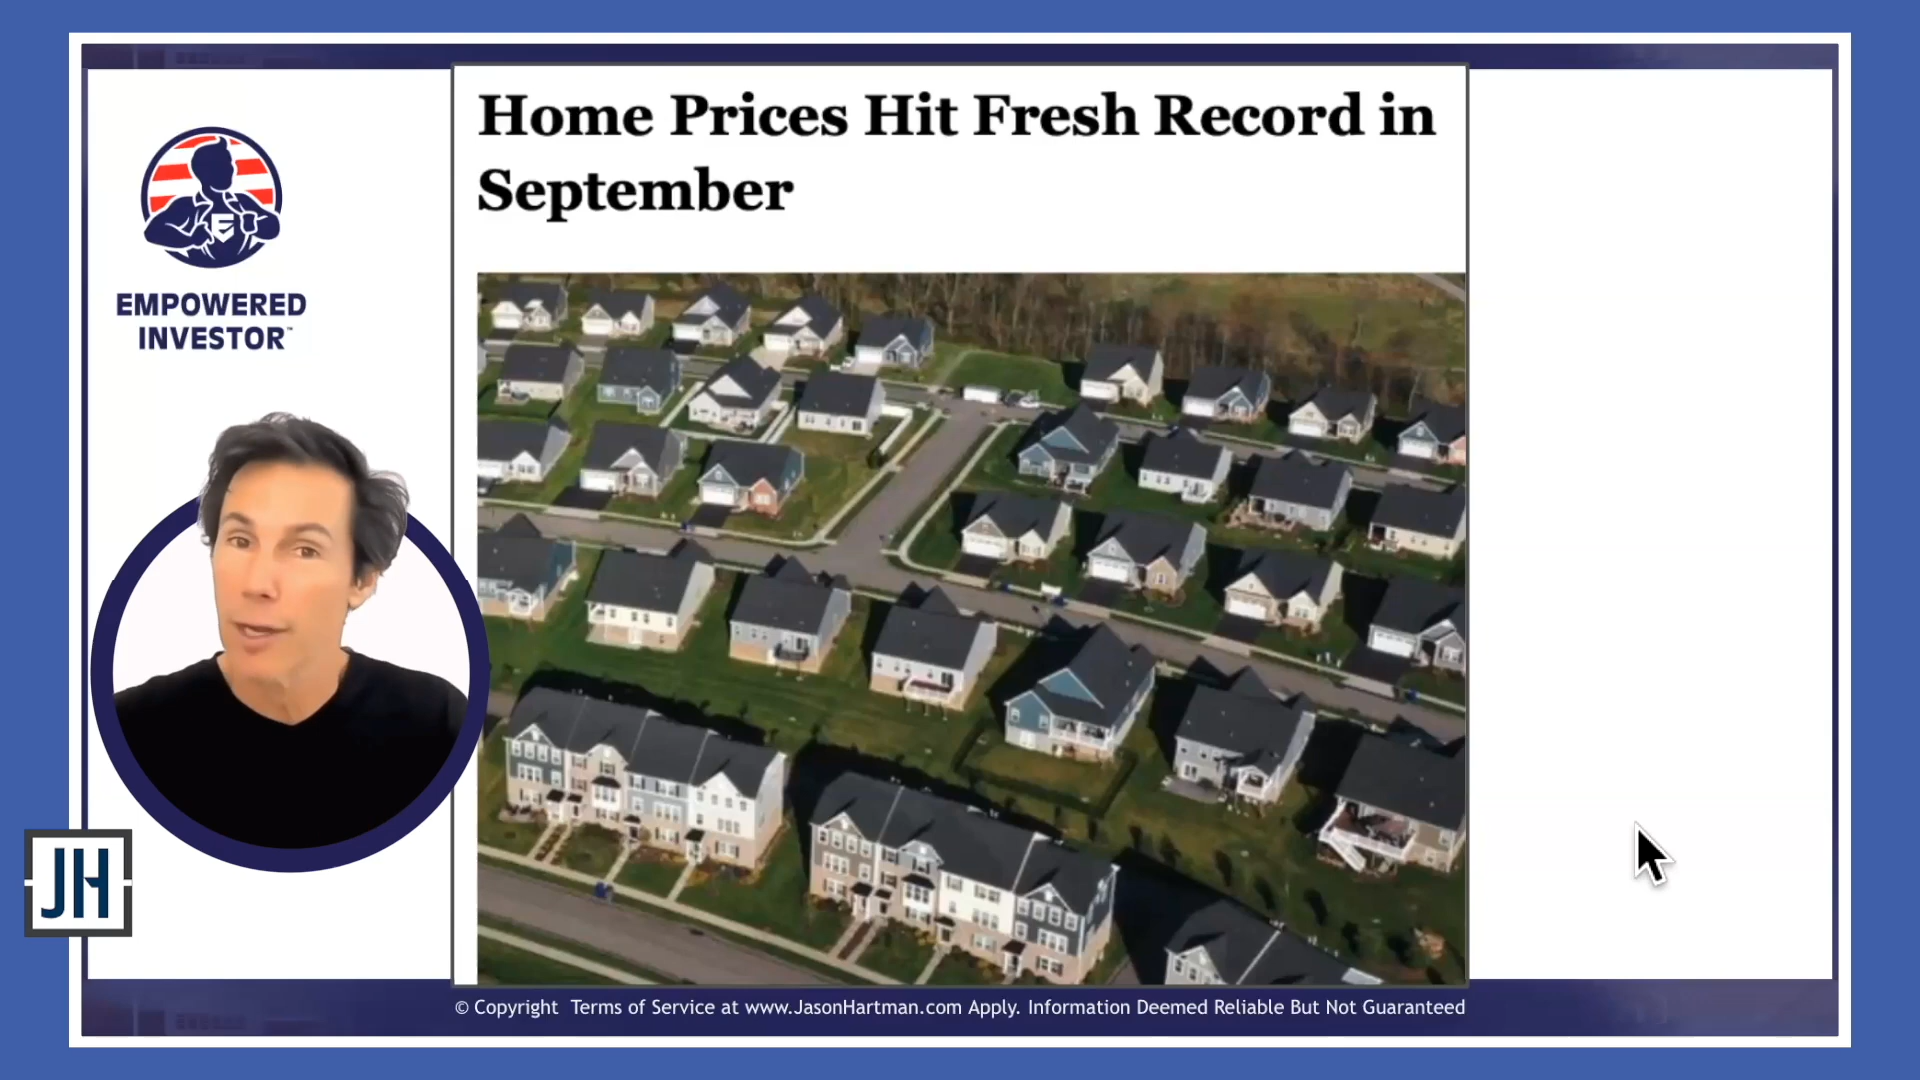 Home Prices Hit Fresh Record in
September
EMPOWERED
INVESTOR™
JH
© Copyright Terms of Service at www.JasonHartman.com Apply. Information Deemed Reliable But Not Guaranteed